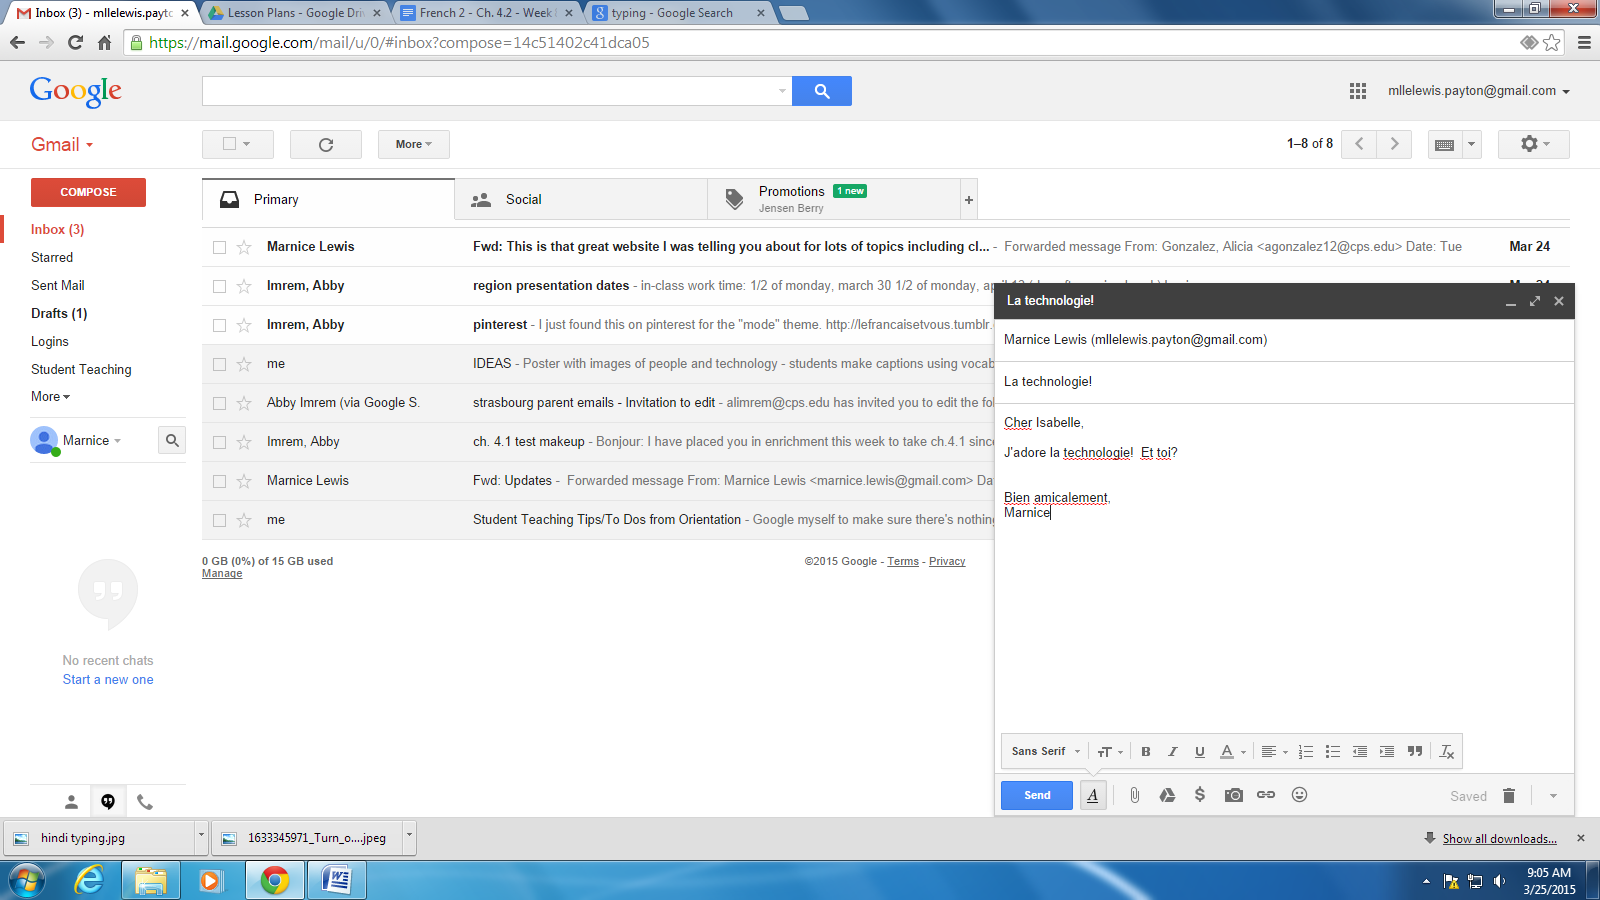 Inbox (3) - mllelewis.paytc
Lesson Plans - Google Driv
French 2 - Ch. 4.2 - Week
typing - Google Search
https://mail.google.com/mail/u/0/#inbox?compose=14c51402c41dca05
Google
mllelewis.payton@gmail.com
Gmail
More
1–8 of 8
COMPOSE
Primary
Social
Promotions 1 new
Jensen Berry
Inbox (3)
Starred
Sent Mail
Drafts (1)
Logins
Student Teaching
More
Marnice
Marnice Lewis Fwd: This is that great website I was telling you about for lots of topics including cl... - Forwarded message From: Gonzalez, Alicia <agonzalez12@cps.edu> Date: Tue Mar 24
Imrem, Abby region presentation dates - in-class work time: 1/2 of monday, march 30 1/2 of monday,
Imrem, Abby pinterest - I just found this on pinterest for the "mode" theme. http://lefrancaisetvous.tumblr.
me IDEAS - Poster with images of people and technology - students make captions using vocab
Abby Imrem (via Google S. strasbourg parent emails - Invitation to edit - alimrem@cps.edu has invited you to edit the fol
Imrem, Abby ch. 4.1 test makeup - Bonjour: I have placed you in enrichment this week to take ch.4.1 since
Marnice Lewis Fwd: Updates - Forwarded message From: Marnice Lewis <marnice.lewis@gmail.com> Da
me Student Teaching Tips/To Dos from Orientation - Google myself to make sure there's nothing
0 GB (0%) of 15 GB used
Manage
©2015 Google - Terms - Privacy
No recent chats
Start a new one
La technologie!
Marnice Lewis (mllelewis.payton@gmail.com)
La technologie!
Cher Isabelle,
J'adore la technologie!  Et toi?
Bien amicalement,
Marnice
Sans Serif
Send
Saved
hindi typing.jpg
1633345971_Turn_o....jpeg
Show all downloads...
9:05 AM
3/25/2015